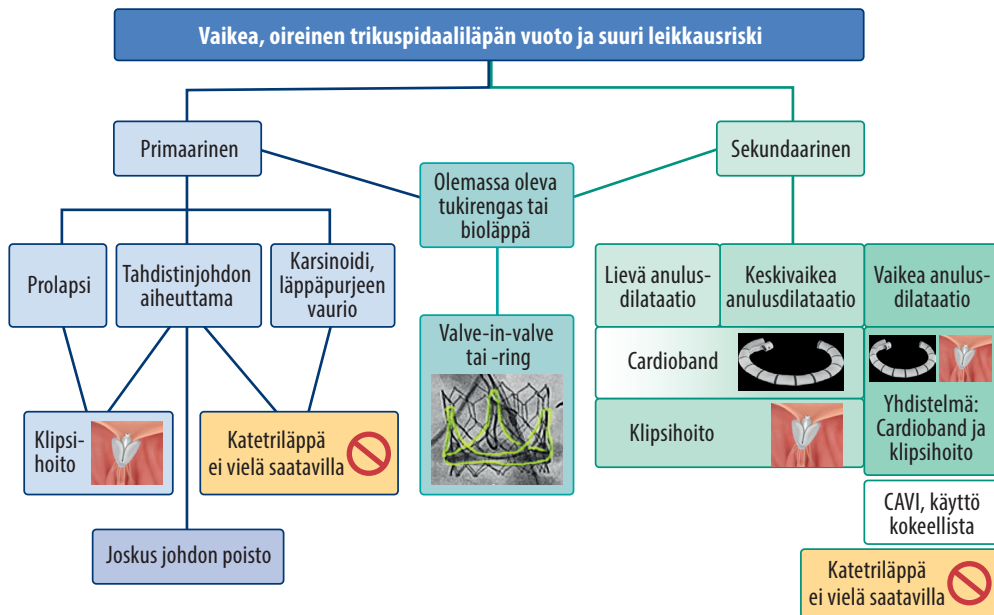 Vaikea, oireinen trikuspidaaliläpän vuoto ja suuri leikkausriski
Primaarinen
Sekundaarinen
Olemassa oleva
tukirengas tai
bioläppä
Prolapsi
Tahdistinjohdon
aiheuttama
Karsinoidi,
läppäpurjeen
vaurio
Lievä anulus-
dilataatio
Keskivaikea
anulusdilataatio
Vaikea anulus-
dilataatio
Valve-in-valve
tai -ring
Cardioband
Klipsi-
hoito
Katetriläppä
ei vielä saatavilla
Klipsihoito
Yhdistelmä:
Cardioband ja
klipsihoito
CAVI, käyttö
kokeellista
Joskus johdon poisto
Katetriläppä
ei vielä saatavilla